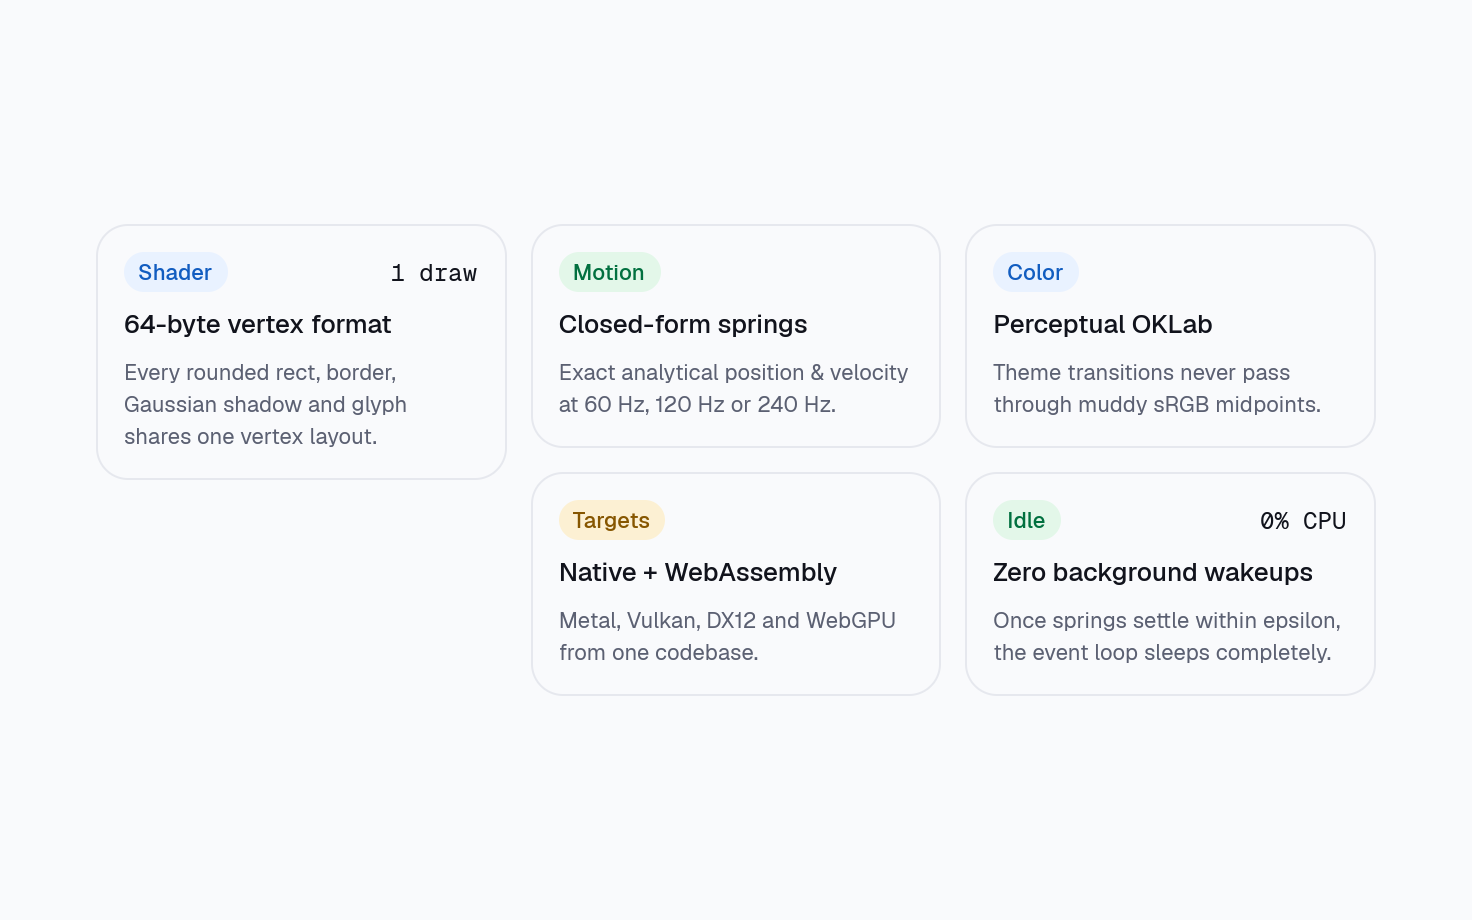 Shader
1 draw
64-byte vertex format
Every rounded rect, border,
Gaussian shadow and glyph
shares one vertex layout.
Motion
Closed-form springs
Exact analytical position & velocity
at 60 Hz, 120 Hz or 240 Hz.
Color
Perceptual OKLab
Theme transitions never pass
through muddy sRGB midpoints.
Targets
Native + WebAssembly
Metal, Vulkan, DX12 and WebGPU
from one codebase.
Idle
0% CPU
Zero background wakeups
Once springs settle within epsilon,
the event loop sleeps completely.